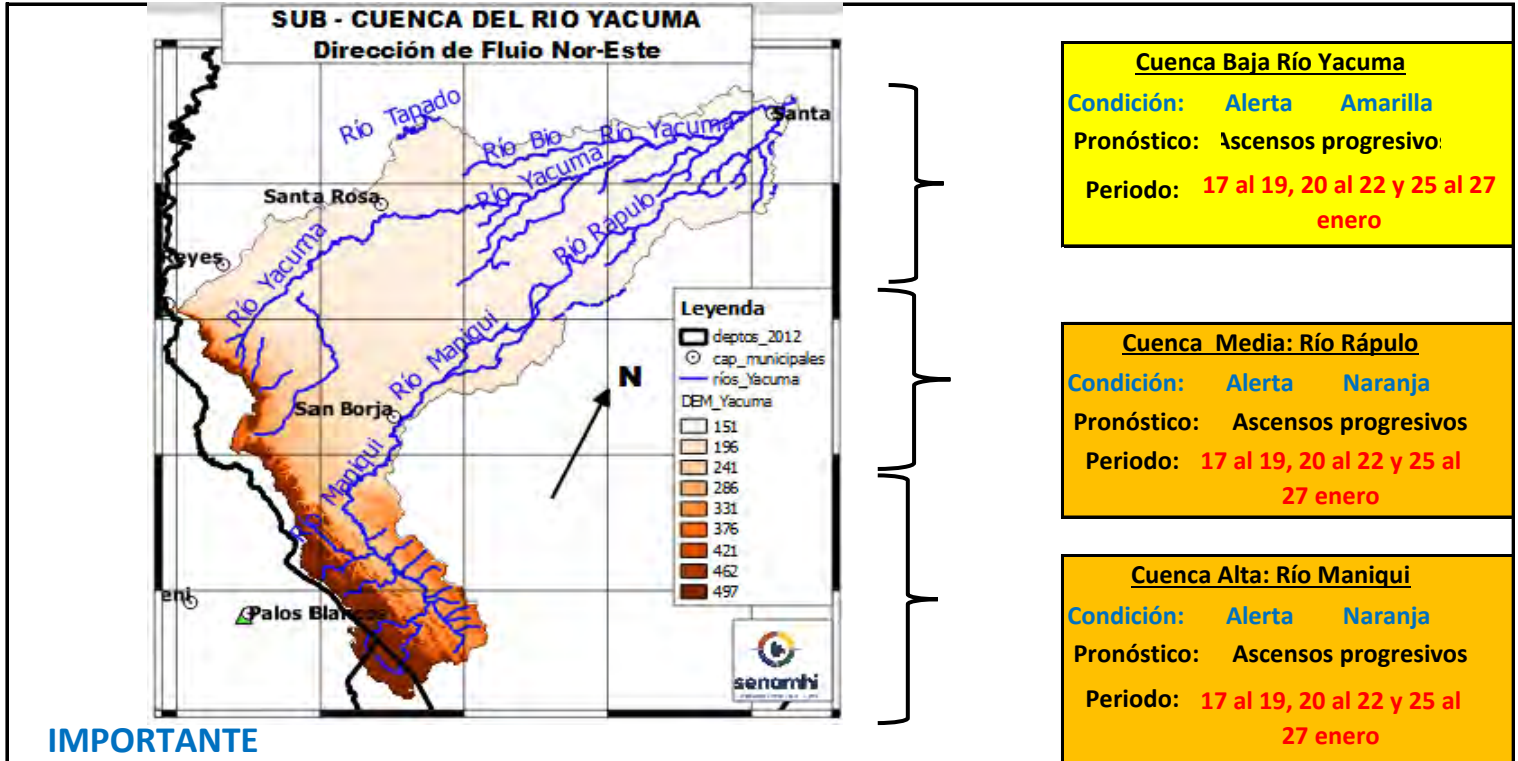 SUB - CUENCA DEL RIO YACUMA
Dirección de Fluio Nor-Este
Río Tapado
Río Bio
Río Yacuma
Santa
Río Yacuma
Santa Rosa
Río Rápulo
Reyes
Río Yacuma
Río Maniqui
San Borja
Río Maniqui
N
eni
Palos Blancos
Leyenda
deptos_2012
cap_municipales
ríos_Yacuma
DEM_Yacuma
151
196
241
286
331
376
421
462
497
senamhi
Cuenca Baja Río Yacuma
Condición: Alerta Amarilla
Pronóstico: Ascensos progresivos
Periodo: 17 al 19, 20 al 22 y 25 al 27
enero
Cuenca Media: Río Rápulo
Condición: Alerta Naranja
Pronóstico: Ascensos progresivos
Periodo: 17 al 19, 20 al 22 y 25 al
27 enero
Cuenca Alta: Río Maniqui
Condición: Alerta Naranja
Pronóstico: Ascensos progresivos
Periodo: 17 al 19, 20 al 22 y 25 al
27 enero
IMPORTANTE